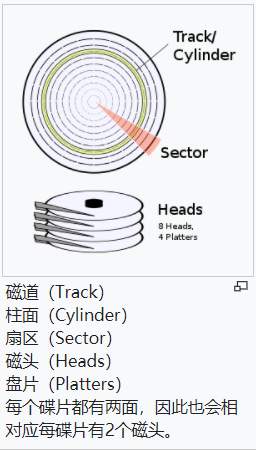 Track/
Cylinder
Sector
Heads
8 Heads,
4 Platters
磁道（Track）
柱面（Cylinder）
扇区（Sector）
磁头（Heads）
盘片（Platters）
每个碟片都有两面，因此也会相
对应每碟片有2个磁头。